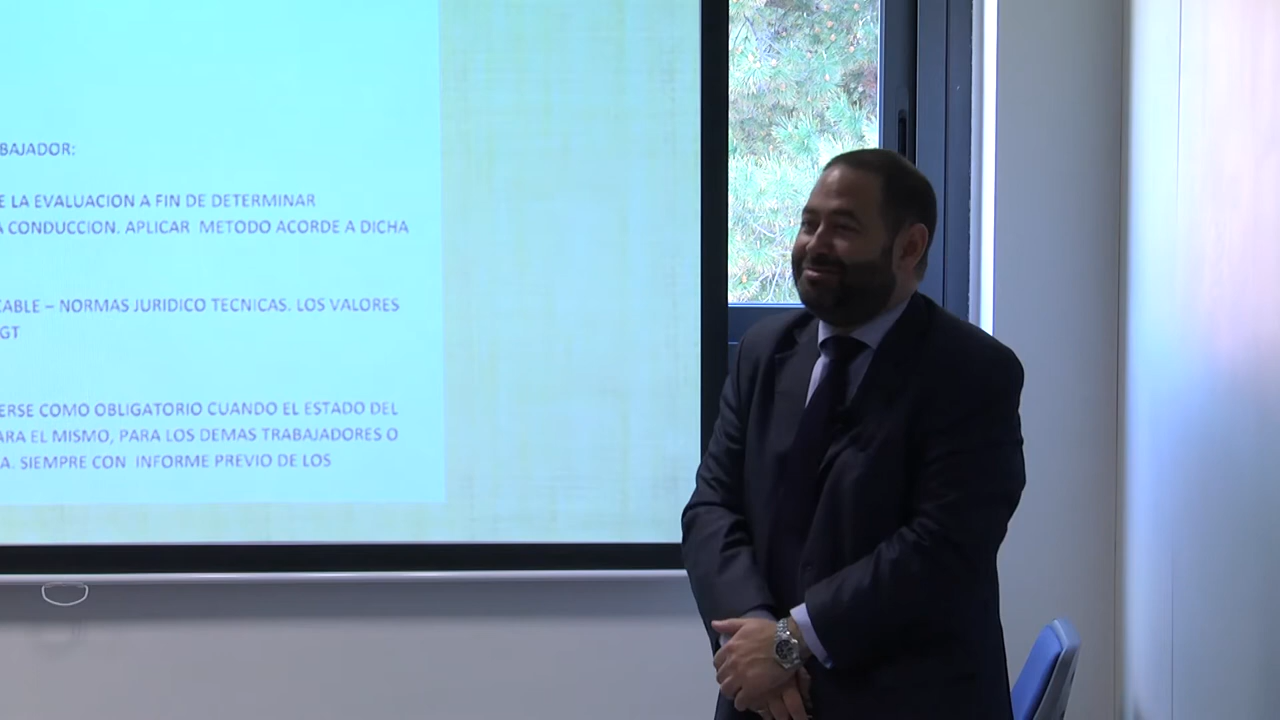 BAJADOR:
E LA EVALUACION A FIN DE DETERMINAR
A CONDUCCION. APLICAR METODO ACORDE A DICHA
CABLE – NORMAS JURIDICO TECNICAS. LOS VALORES
GT
ERSE COMO OBLIGATORIO CUANDO EL ESTADO DEL
ARA EL MISMO, PARA LOS DEMAS TRABAJADORES O
A. SIEMPRE CON INFORME PREVIO DE LOS